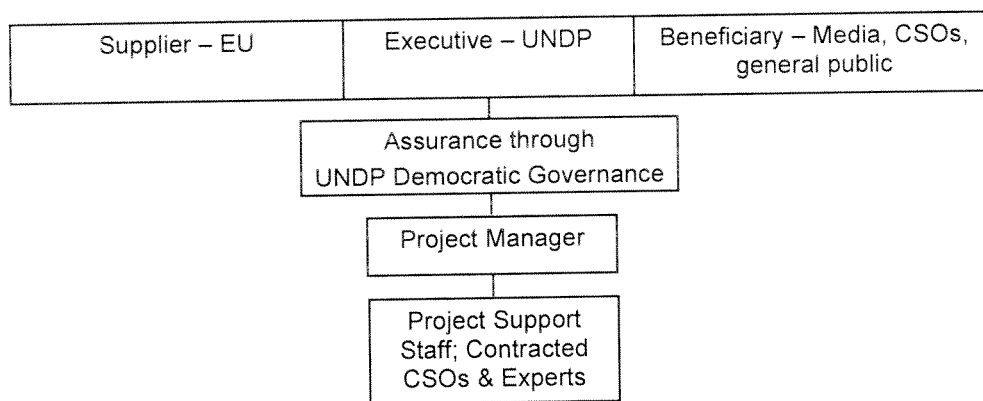 Supplier – EU
Executive – UNDP
Beneficiary – Media, CSOs,
general public
Assurance through
UNDP Democratic Governance
Project Manager
Project Support
Staff; Contracted
CSOs & Experts